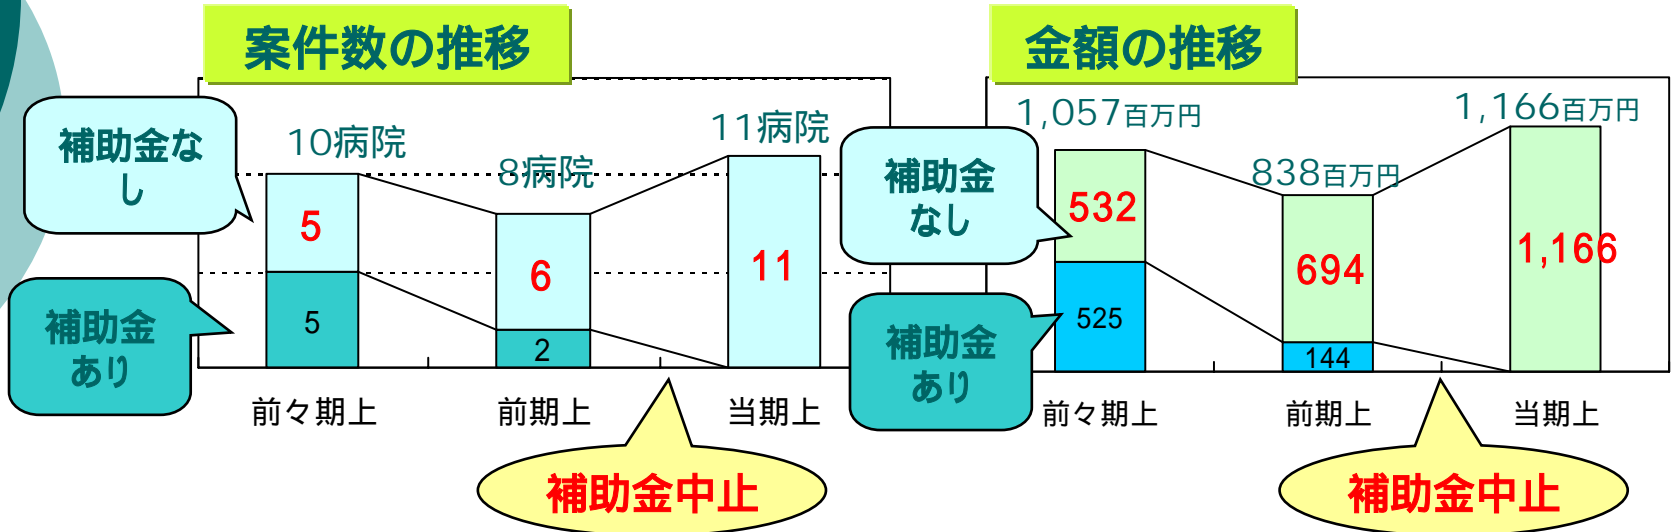 案件数の推移
補助金な
し
補助金
あり
10病院
8病院
11病院
5
6
11
5
2
前々期上
前期上
当期上
補助金中止
金額の推移
補助金
なし
補助金
あり
1,057百万円
838百万円
1,166百万円
532
694
1,166
525
144
前々期上
前期上
当期上
補助金中止